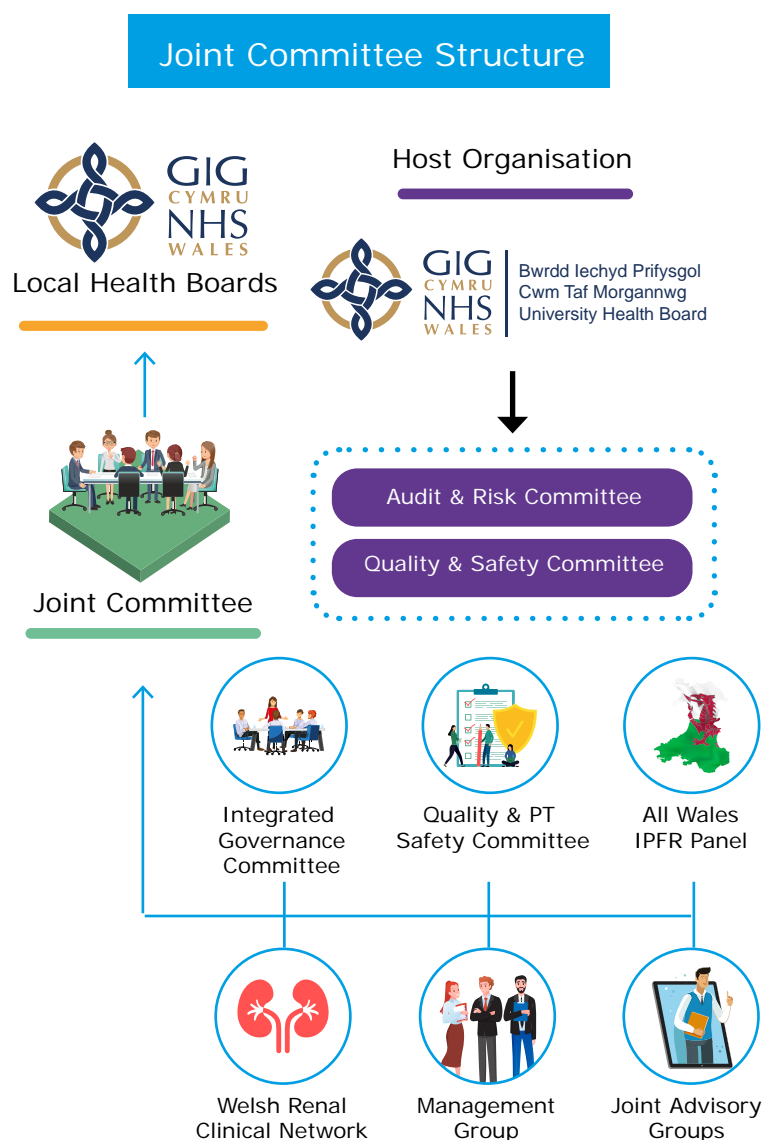 Joint Committee Structure
GIG
CYMRU
NHS
WALES
Local Health Boards
Host Organisation
GIG
CYMRU
NHS
WALES
Bwrdd Iechyd Prifysgol
Cwm Taf Morgannwg
University Health Board
Joint Committee
Audit & Risk Committee
Quality & Safety Committee
Integrated
Governance
Committee
Quality & PT
Safety Committee
All Wales
IPFR Panel
Welsh Renal
Clinical Network
Management
Group
Joint Advisory
Groups